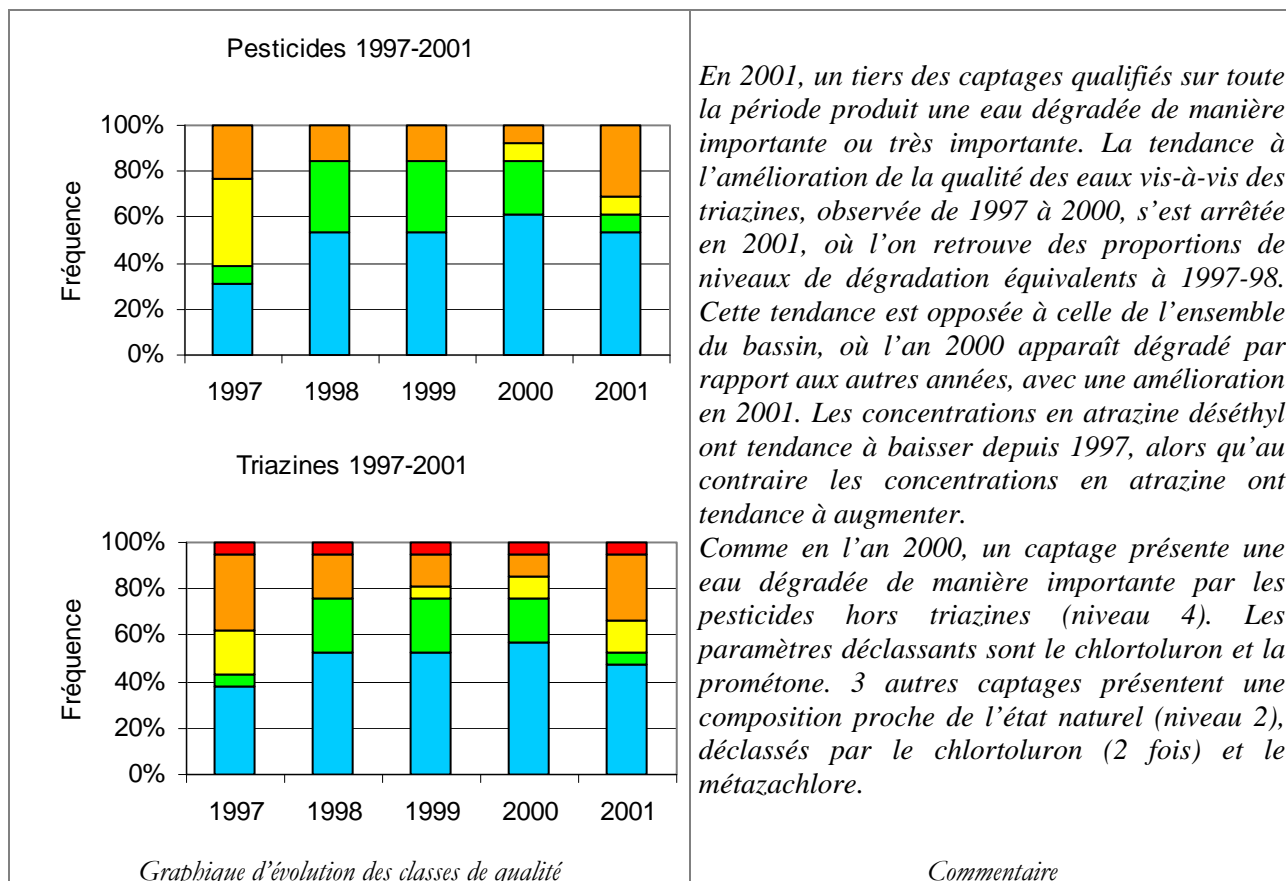 Pesticides 1997-2001
Fréquence
100%
80%
60%
40%
20%
0%
1997 1998 1999 2000 2001
Triazines 1997-2001
Fréquence
100%
80%
60%
40%
20%
0%
1997 1998 1999 2000 2001
Graphique d'évolution des classes de qualité
En 2001, un tiers des captages qualifiés sur toute
la période produit une eau dégradée de manière
importante ou très importante. La tendance à
l'amélioration de la qualité des eaux vis-à-vis des
triazines, observée de 1997 à 2000, s'est arrêtée
en 2001, où l'on retrouve des proportions de
niveaux de dégradation équivalents à 1997-98.
Cette tendance est opposée à celle de l'ensemble
du bassin, où l'an 2000 apparaît dégradé par
rapport aux autres années, avec une amélioration
en 2001. Les concentrations en atrazine déséthyl
ont tendance à baisser depuis 1997, alors qu'au
contraire les concentrations en atrazine ont
tendance à augmenter.
Comme en l'an 2000, un captage présente une
eau dégradée de manière importante par les
pesticides hors triazines (niveau 4). Les
paramètres déclassants sont le chlortoluron et la
prométone. 3 autres captages présentent une
composition proche de l'état naturel (niveau 2),
déclassés par le chlortoluron (2 fois) et le
métazachlore.
Commentaire